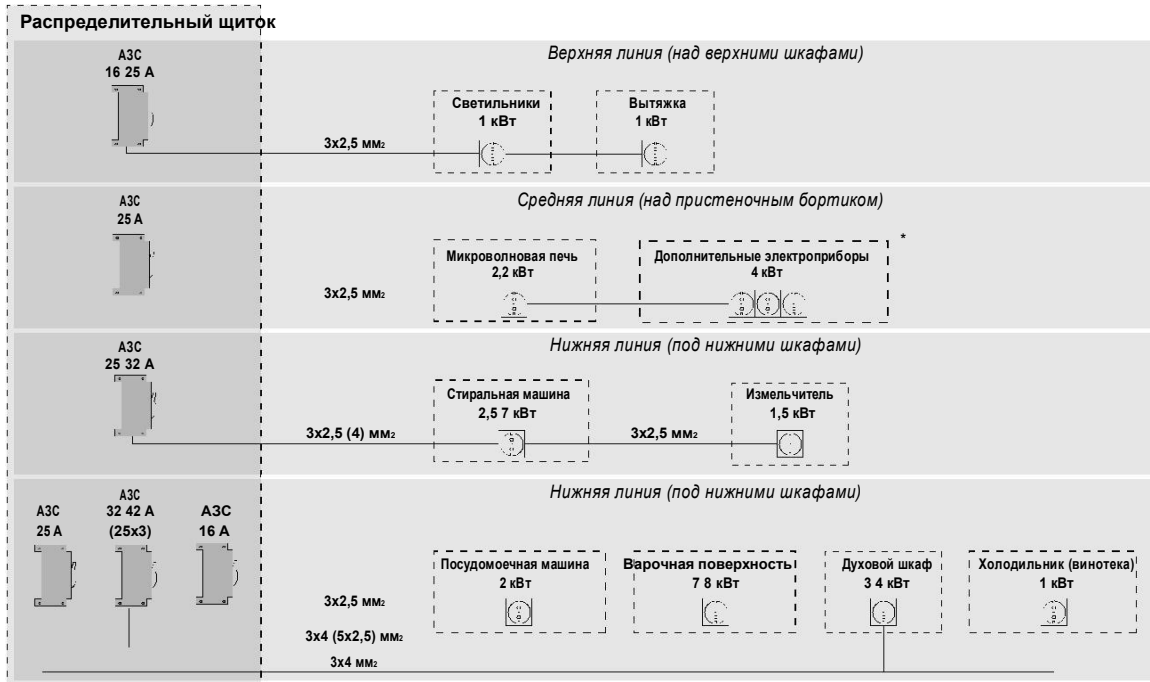 Распределительный щиток
АЗС
16 25 А
Верхняя линия (над верхними шкафами)
Светильники
1 кВт
Вытяжка
1 кВт
3х2,5 мм2
АЗС
25 А
Средняя линия (над пристеночным бортиком)
*
Микроволновая печь
2,2 кВт
Дополнительные электроприборы
4 кВт
3х2,5 мм2
АЗС
25 32 А
Нижняя линия (под нижними шкафами)
Стиральная машина
2,5 7 кВт
Измельчитель
1,5 кВт
3х2,5 (4) мм2
3х2,5 мм2
Нижняя линия (под нижними шкафами)
АЗС
25 А
АЗС
32 42 А
(25х3)
АЗС
16 А
Посудомоечная машина
2 кВт
Варочная поверхность
7 8 кВт
Духовой шкаф
3 4 кВт
Холодильник (винотека)
1 кВт
3х2,5 мм2
3х4 (5х2,5) мм2
3х4 мм2